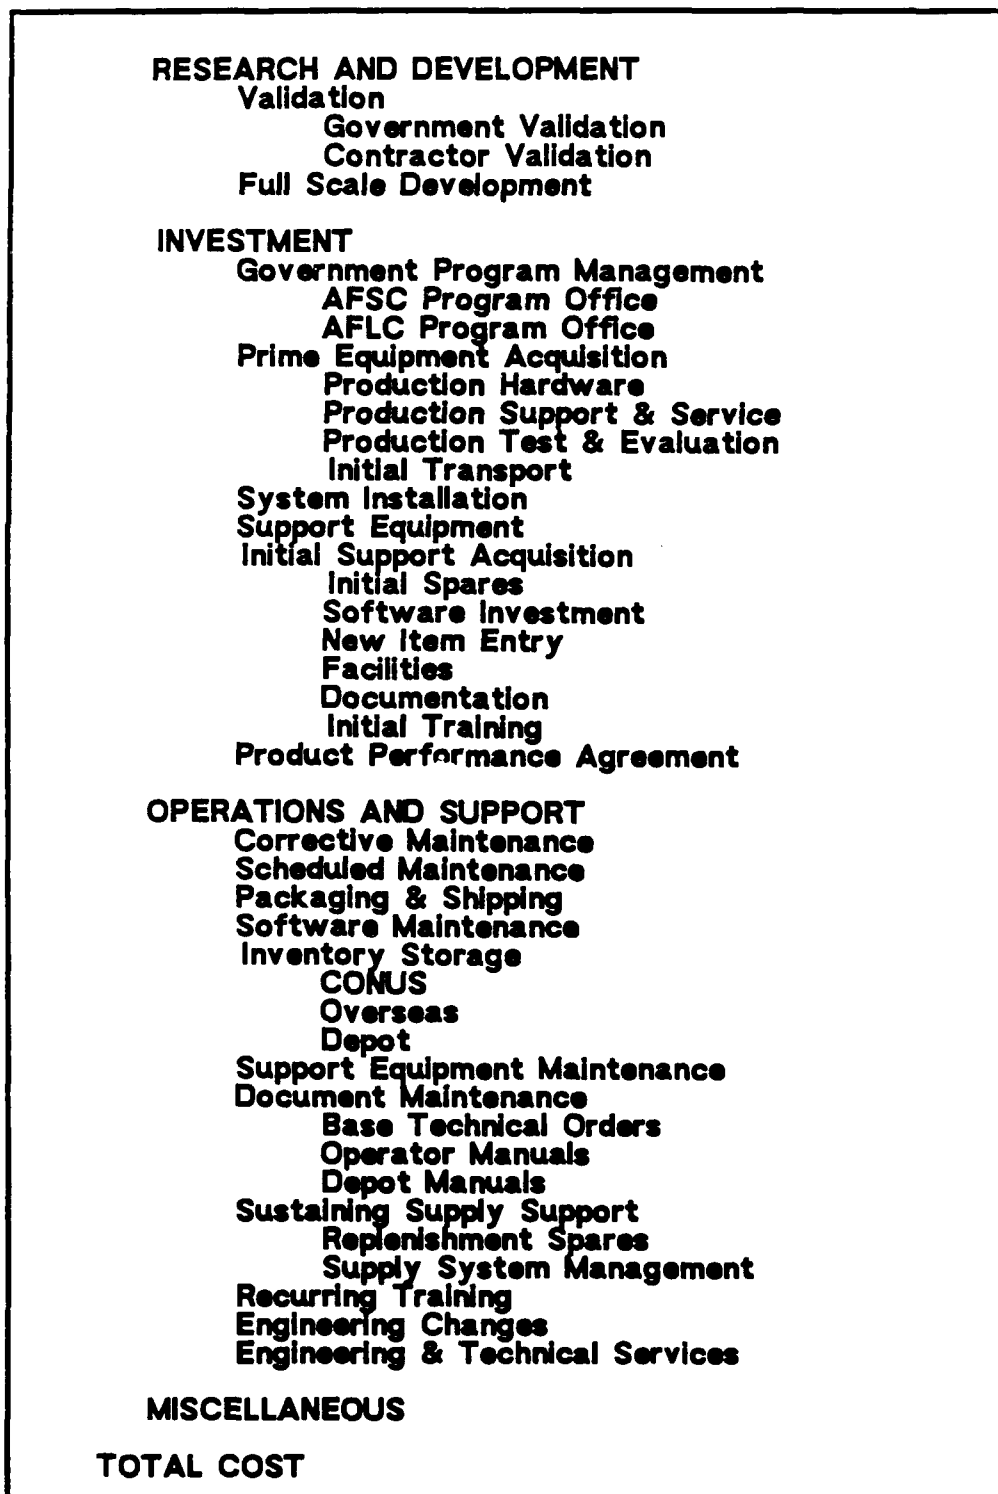 RESEARCH AND DEVELOPMENT
Validation
Government Validation
Contractor Validation
Full Scale Development
INVESTMENT
Government Program Management
AFSC Program Office
AFLC Program Office
Prime Equipment Acquisition
Production Hardware
Production Support & Service
Production Test & Evaluation
Initial Transport
System Installation
Support Equipment
Initial Support Acquisition
Initial Spares
Software Investment
New Item Entry
Facilities
Documentation
Initial Training
Product Performance Agreement
OPERATIONS AND SUPPORT
Corrective Maintenance
Scheduled Maintenance
Packaging & Shipping
Software Maintenance
Inventory Storage
CONUS
Overseas
Depot
Support Equipment Maintenance
Document Maintenance
Base Technical Orders
Operator Manuals
Depot Manuals
Sustaining Supply Support
Replenishment Spares
Supply System Management
Recurring Training
Engineering Changes
Engineering & Technical Services
MISCELLANEOUS
TOTAL COST